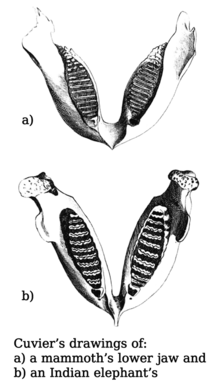 a)
b)
Cuvier's drawings of:
a) a mammoth's lower jaw and
b) an Indian elephant's